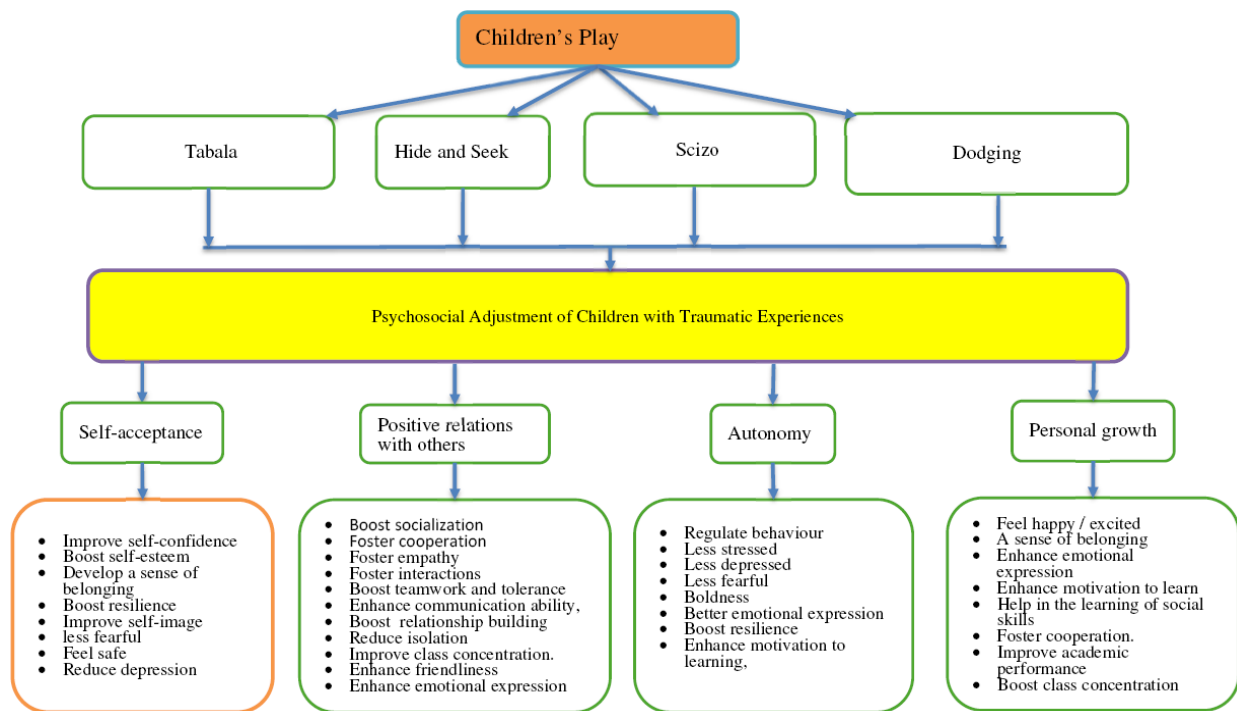 Children's Play
Tabala
Hide and Seek
Scizo
Dodging
Psychosocial Adjustment of Children with Traumatic Experiences
Self-acceptance
Positive relations
with others
Autonomy
Personal growth
• Improve self-confidence
• Boost self-esteem
• Develop a sense of
belonging
• Boost resilience
• Improve self-image
• less fearful
• Feel safe
• Reduce depression
• Boost socialization
• Foster cooperation
• Foster empathy
• Foster interactions
• Boost teamwork and tolerance
• Enhance communication ability,
• Boost relationship building
• Reduce isolation
• Improve class concentration.
• Enhance friendliness
• Enhance emotional expression
• Regulate behaviour
• Less stressed
• Less depressed
• Less fearful
• Boldness
• Better emotional expression
• Boost resilience
• Enhance motivation to
learning,
• Feel happy / excited
• A sense of belonging
• Enhance emotional
expression
• Enhance motivation to learn
• Help in the learning of social
skills
• Foster cooperation.
• Improve academic
performance
• Boost class concentration